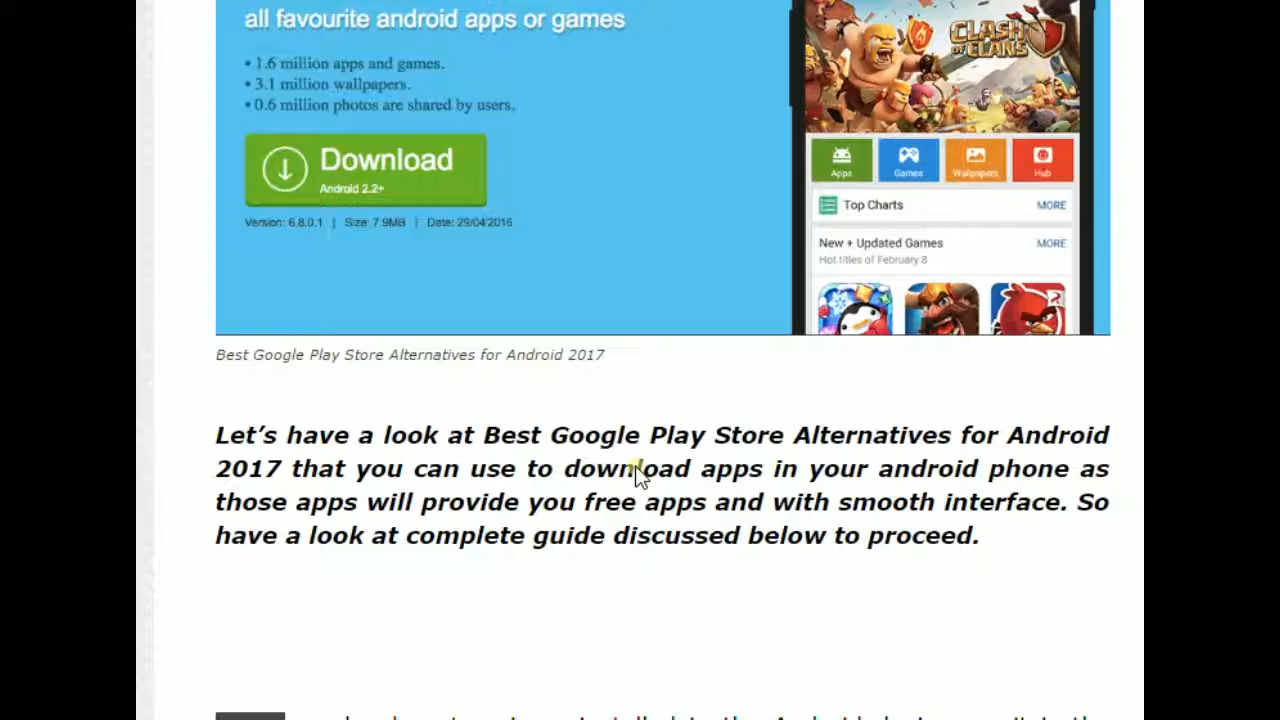 all favourite android apps or games
• 1.6 million apps and games.
• 3.1 million wallpapers.
• 0.6 million photos are shared by users.
Download
Android 2.2+
Version: 6.8.0.1 | Size: 7.9MB | Date: 29/04/2016
CLASH
OF CLANS
Apps Games Wallpapers Hub
Top Charts MORE
New + Updated Games MORE
Hot titles of February 8
Best Google Play Store Alternatives for Android 2017
Let’s have a look at Best Google Play Store Alternatives for Android
2017 that you can use to download apps in your android phone as
those apps will provide you free apps and with smooth interface. So
have a look at complete guide discussed below to proceed.